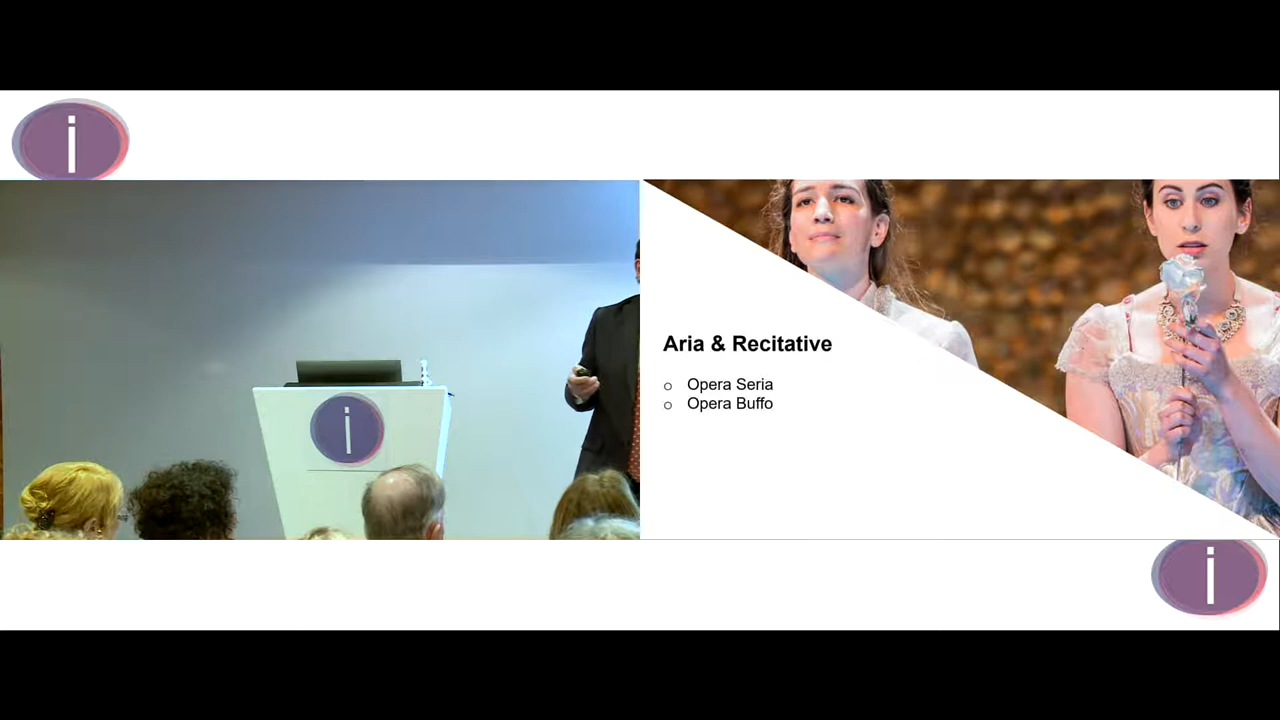 i
i
Aria & Recitative
○ Opera Seria
○ Opera Buffo
i